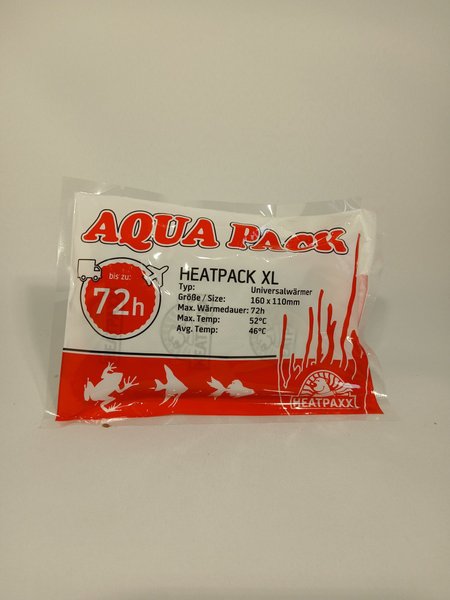 AQUA PACK
bis zu:
72h
HEATPACK XL
Typ: Universalwärmer
Größe / Size: 160 x 110mm
Max. Wärmedauer: 72h
Max. Temp: 52°C
Avg. Temp: 46°C
HEATPAXX